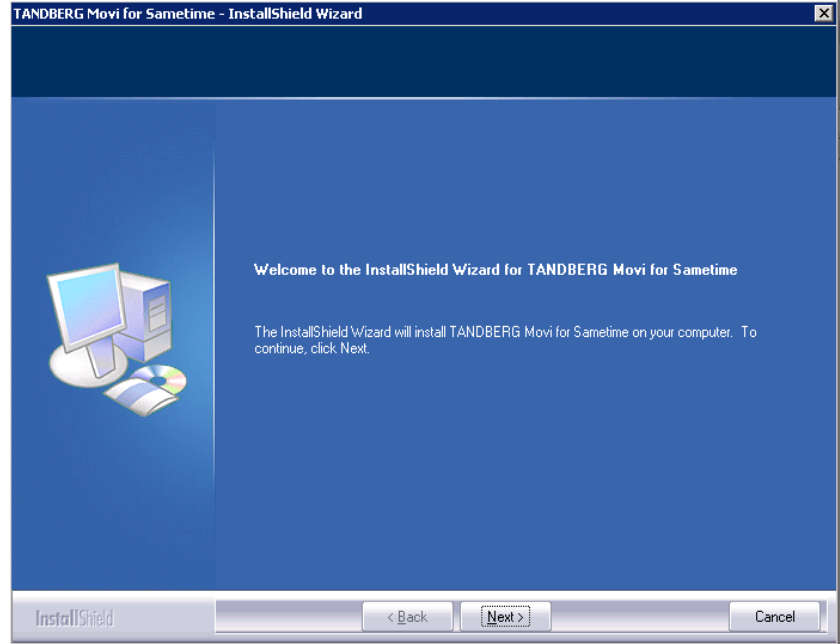 TANDBERG Movi for Sametime - InstallShield Wizard
Welcome to the InstallShield Wizard for TANDBERG Movi for Sametime
The InstallShield Wizard will install TANDBERG Movi for Sametime on your computer. To
continue, click Next.
InstallShield
< Back
Next >
Cancel